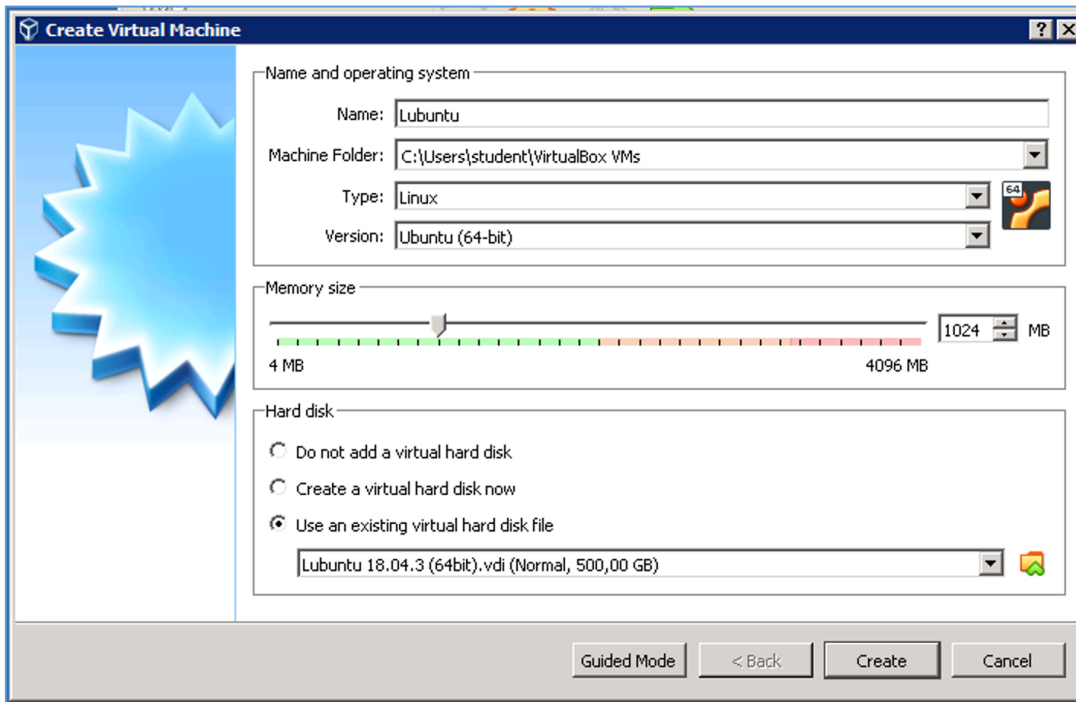 Create Virtual Machine
Name and operating system
Name: Lubuntu
Machine Folder: C:\Users\student\VirtualBox VMs
Type: Linux
64
Version: Ubuntu (64-bit)
Memory size
1024 MB
4 MB 4096 MB
Hard disk
Do not add a virtual hard disk
Create a virtual hard disk now
Use an existing virtual hard disk file
Lubuntu 18.04.3 (64bit).vdi (Normal, 500,00 GB)
Guided Mode < Back Create Cancel